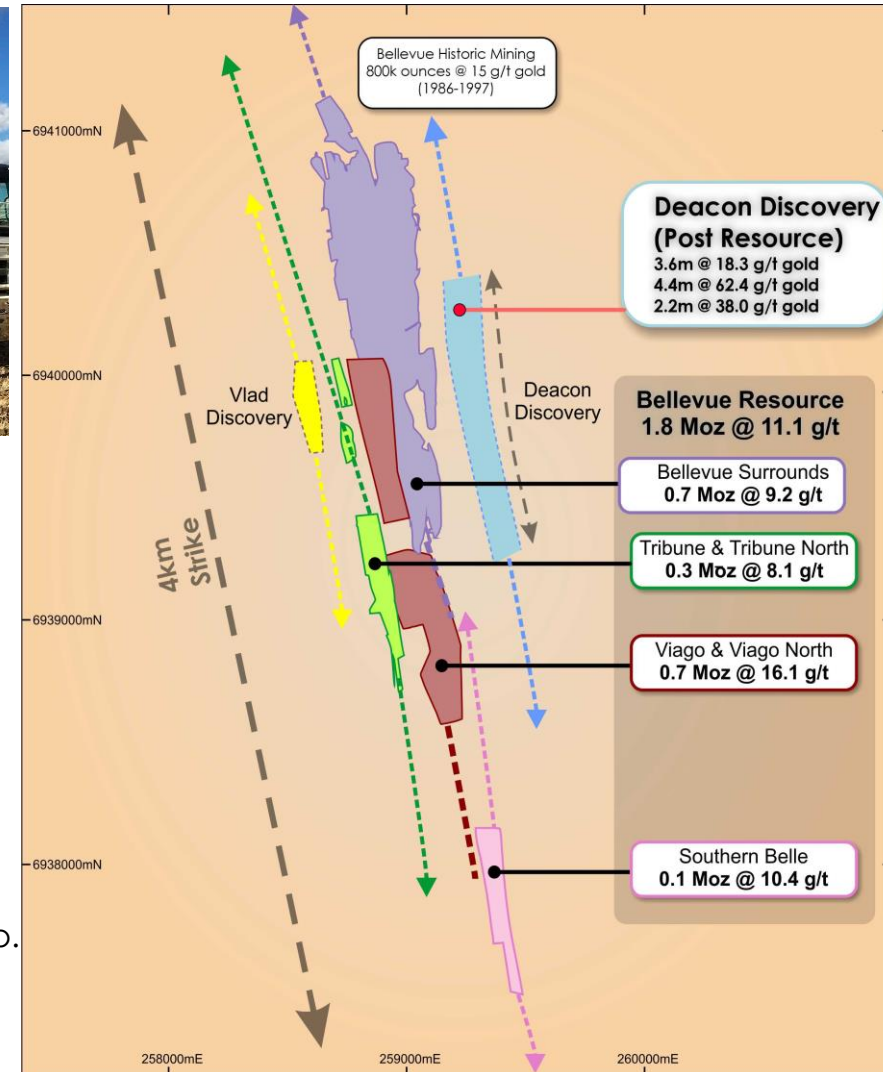 Bellevue Historic Mining
800k ounces @ 15 g/t gold
(1986-1997)
6941000mN
Deacon Discovery
(Post Resource)
3.6m @ 18.3 g/t gold
4.4m @ 62.4 g/t gold
2.2m @ 38.0 g/t gold
6940000mN
Vlad
Discovery
Deacon
Discovery
Bellevue Resource
1.8 Moz @ 11.1 g/t
Bellevue Surrounds
0.7 Moz @ 9.2 g/t
4km
Strike
Tribune & Tribune North
0.3 Moz @ 8.1 g/t
6939000mN
Viago & Viago North
0.7 Moz @ 16.1 g/t
6938000mN
Southern Belle
0.1 Moz @ 10.4 g/t
258000mE
259000mE
260000mE